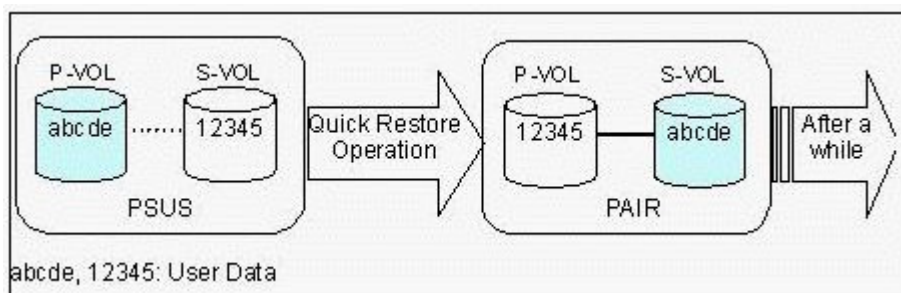 P-VOL
S-VOL
abcde
12345
PSUS
Quick Restore
Operation
P-VOL
S-VOL
12345
abcde
PAIR
After a
while
abcde, 12345: User Data